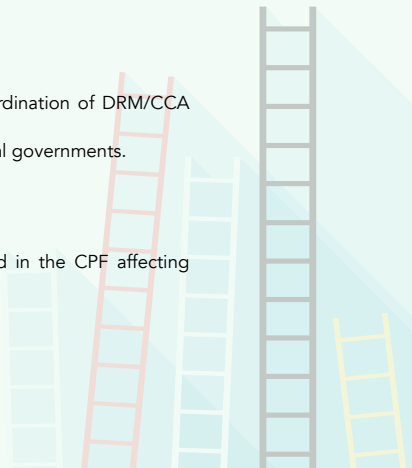 rdination of DRM/CCA
al governments.
d in the CPF affecting